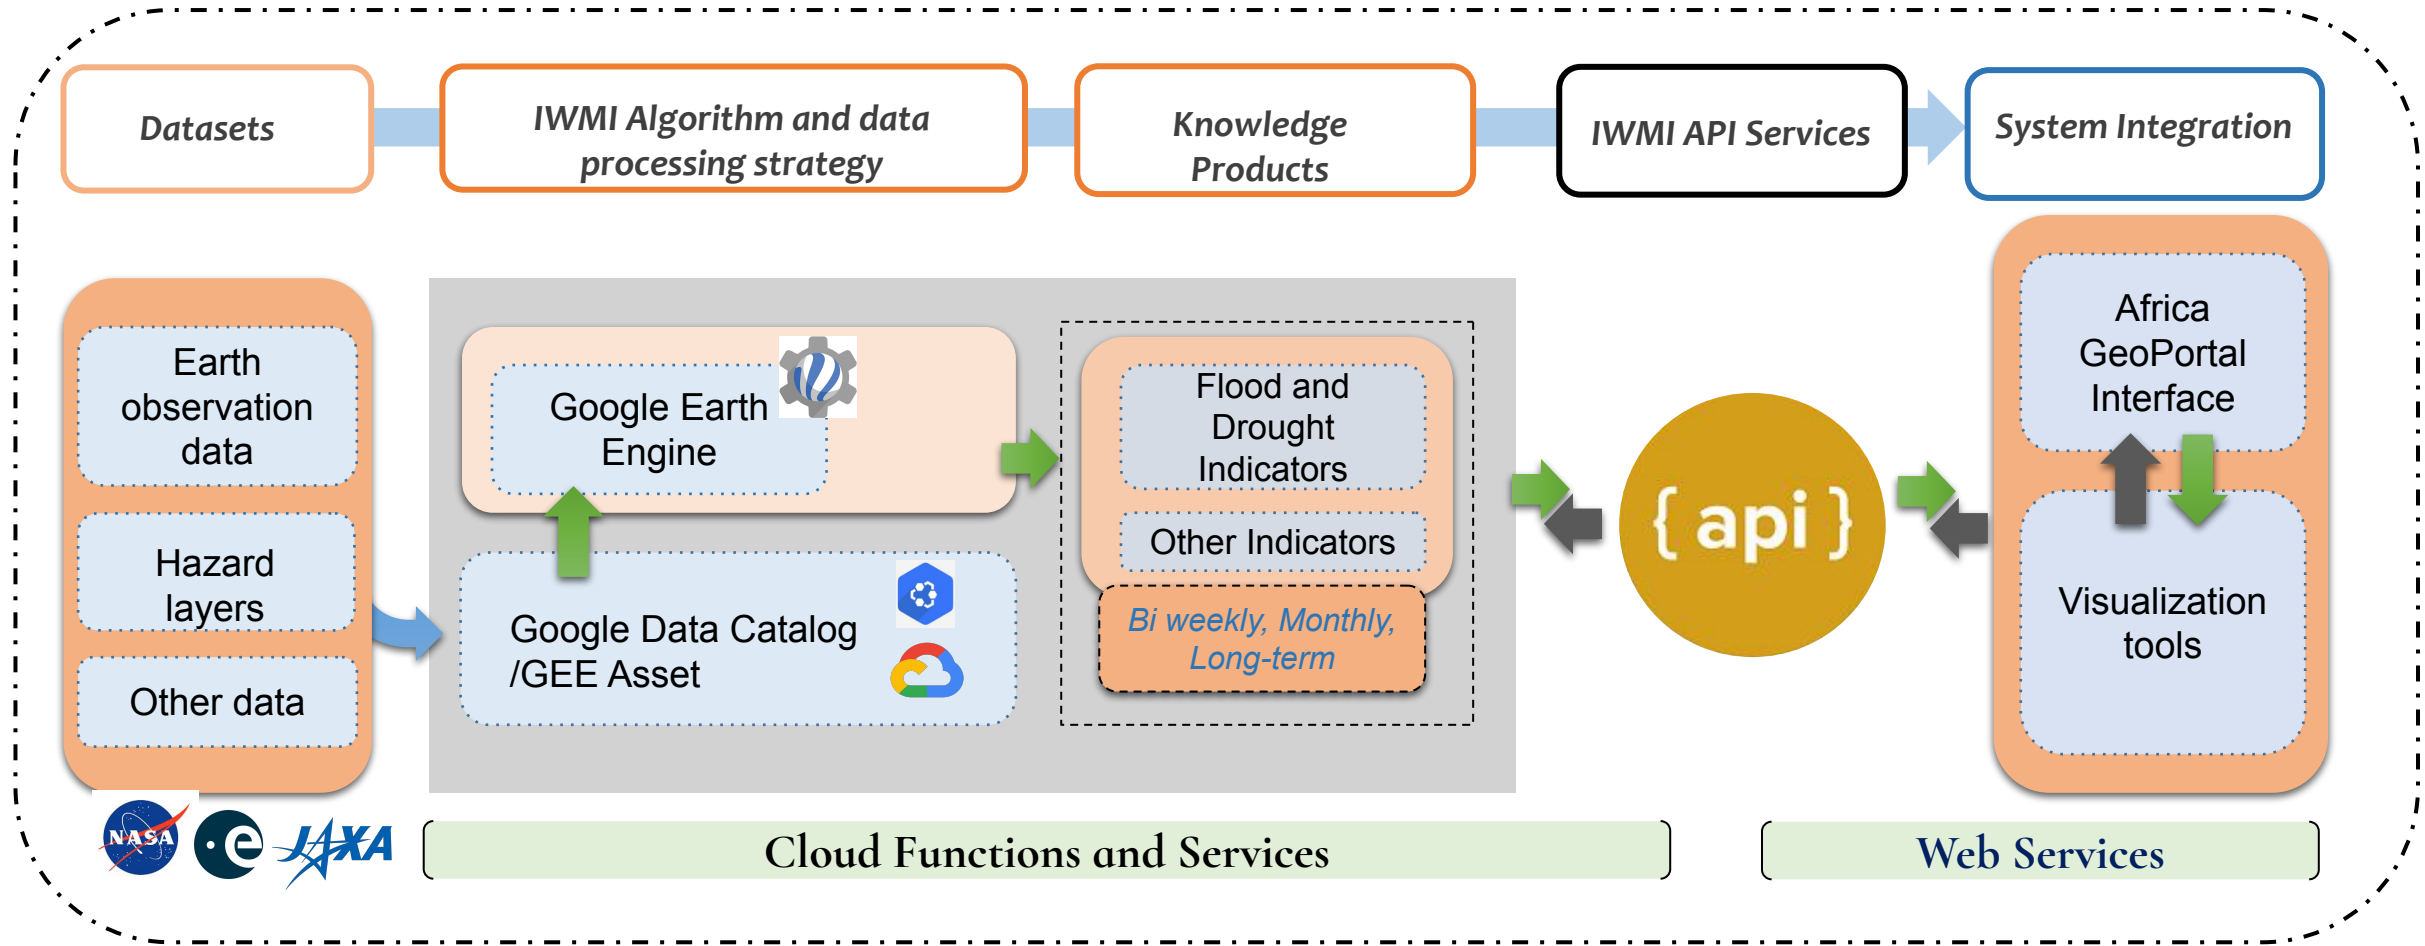 Datasets
IWMI Algorithm and data
processing strategy
Knowledge
Products
IWMI API Services
System Integration
Earth
observation
data
Hazard
layers
Other data
Google Earth
Engine
Google Data Catalog
/GEE Asset
Flood and
Drought
Indicators
Other Indicators
Bi weekly, Monthly,
Long-term
{ api }
Africa
GeoPortal
Interface
Visualization
tools
NASA
e
JAXA
Cloud Functions and Services
Web Services